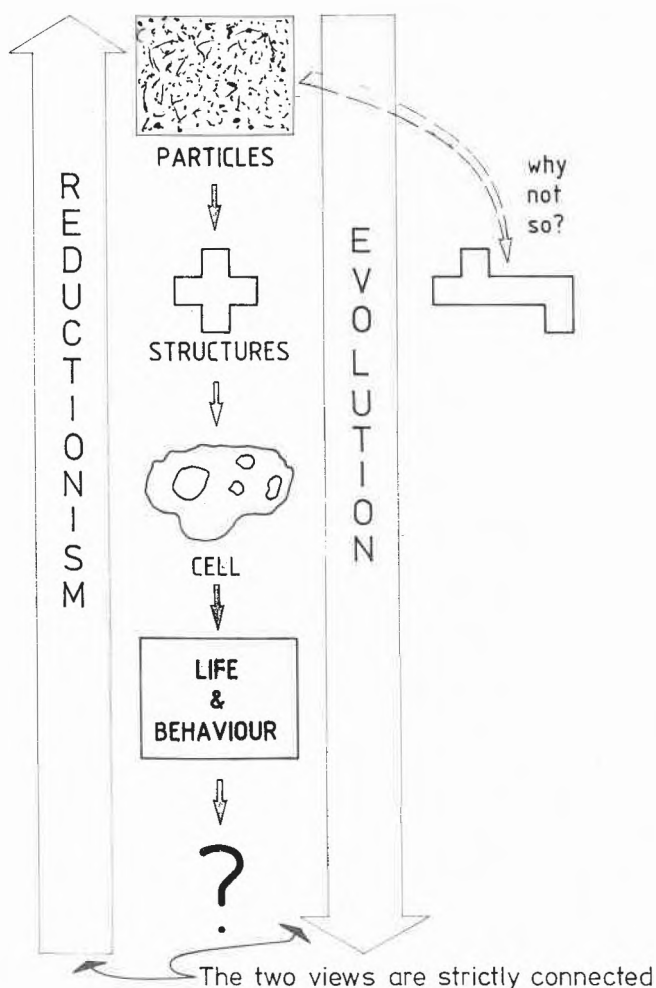 PARTICLES
why
not
so?
REDUCTIONISM
EVOLUTION
STRUCTURES
CELL
LIFE
&
BEHAVIOUR
?
The two views are strictly connected